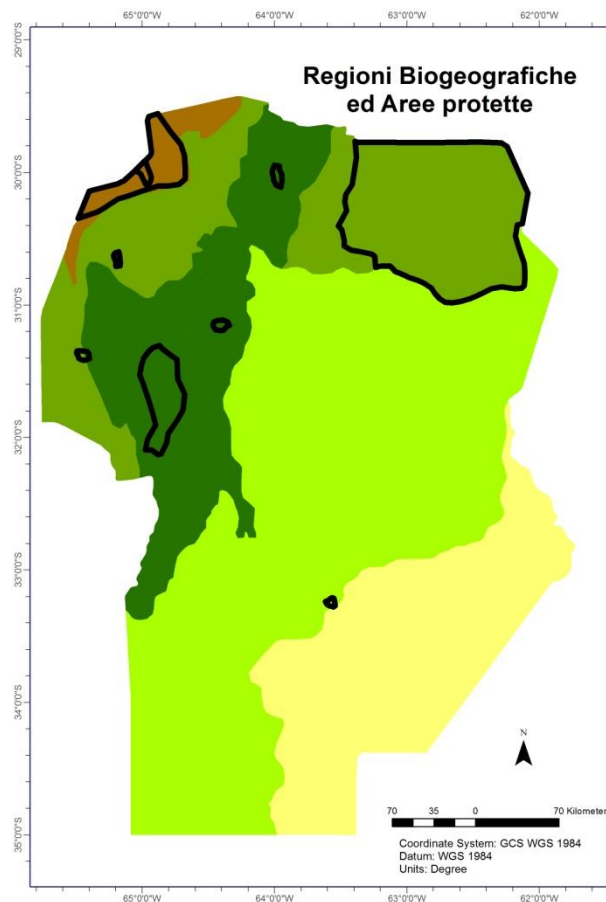 65°0'0"W 64°0'0"W 63°0'0"W 62°0'0"W
Regioni Biogeografiche
ed Aree protette
29°0'0"S
30°0'0"S
31°0'0"S
32°0'0"S
33°0'0"S
34°0'0"S
35°0'0"S
N
70 35 0 70 Kilometer
Coordinate System: GCS WGS 1984
Datum: WGS 1984
Units: Degree
65°0'0"W 64°0'0"W 63°0'0"W 62°0'0"W